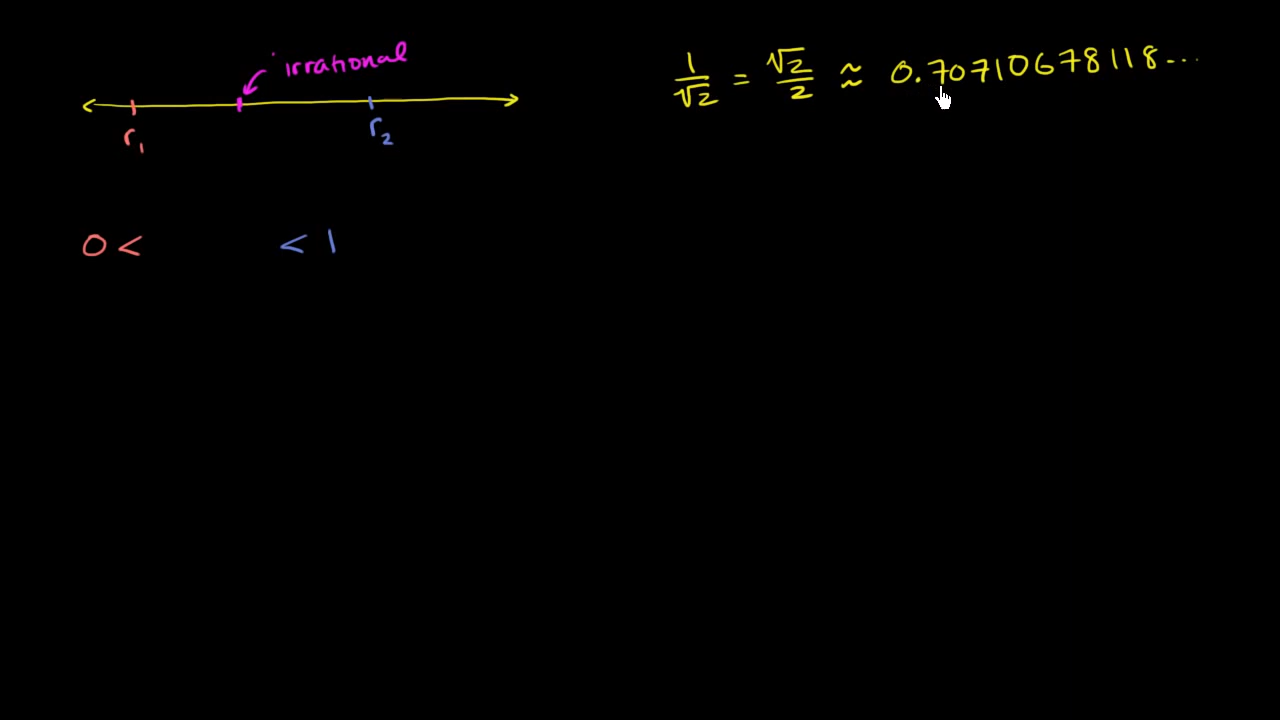 irrational
r₁ r₂
1/√2 = √2/2 ≈ 0.70710678118...
0 < < 1